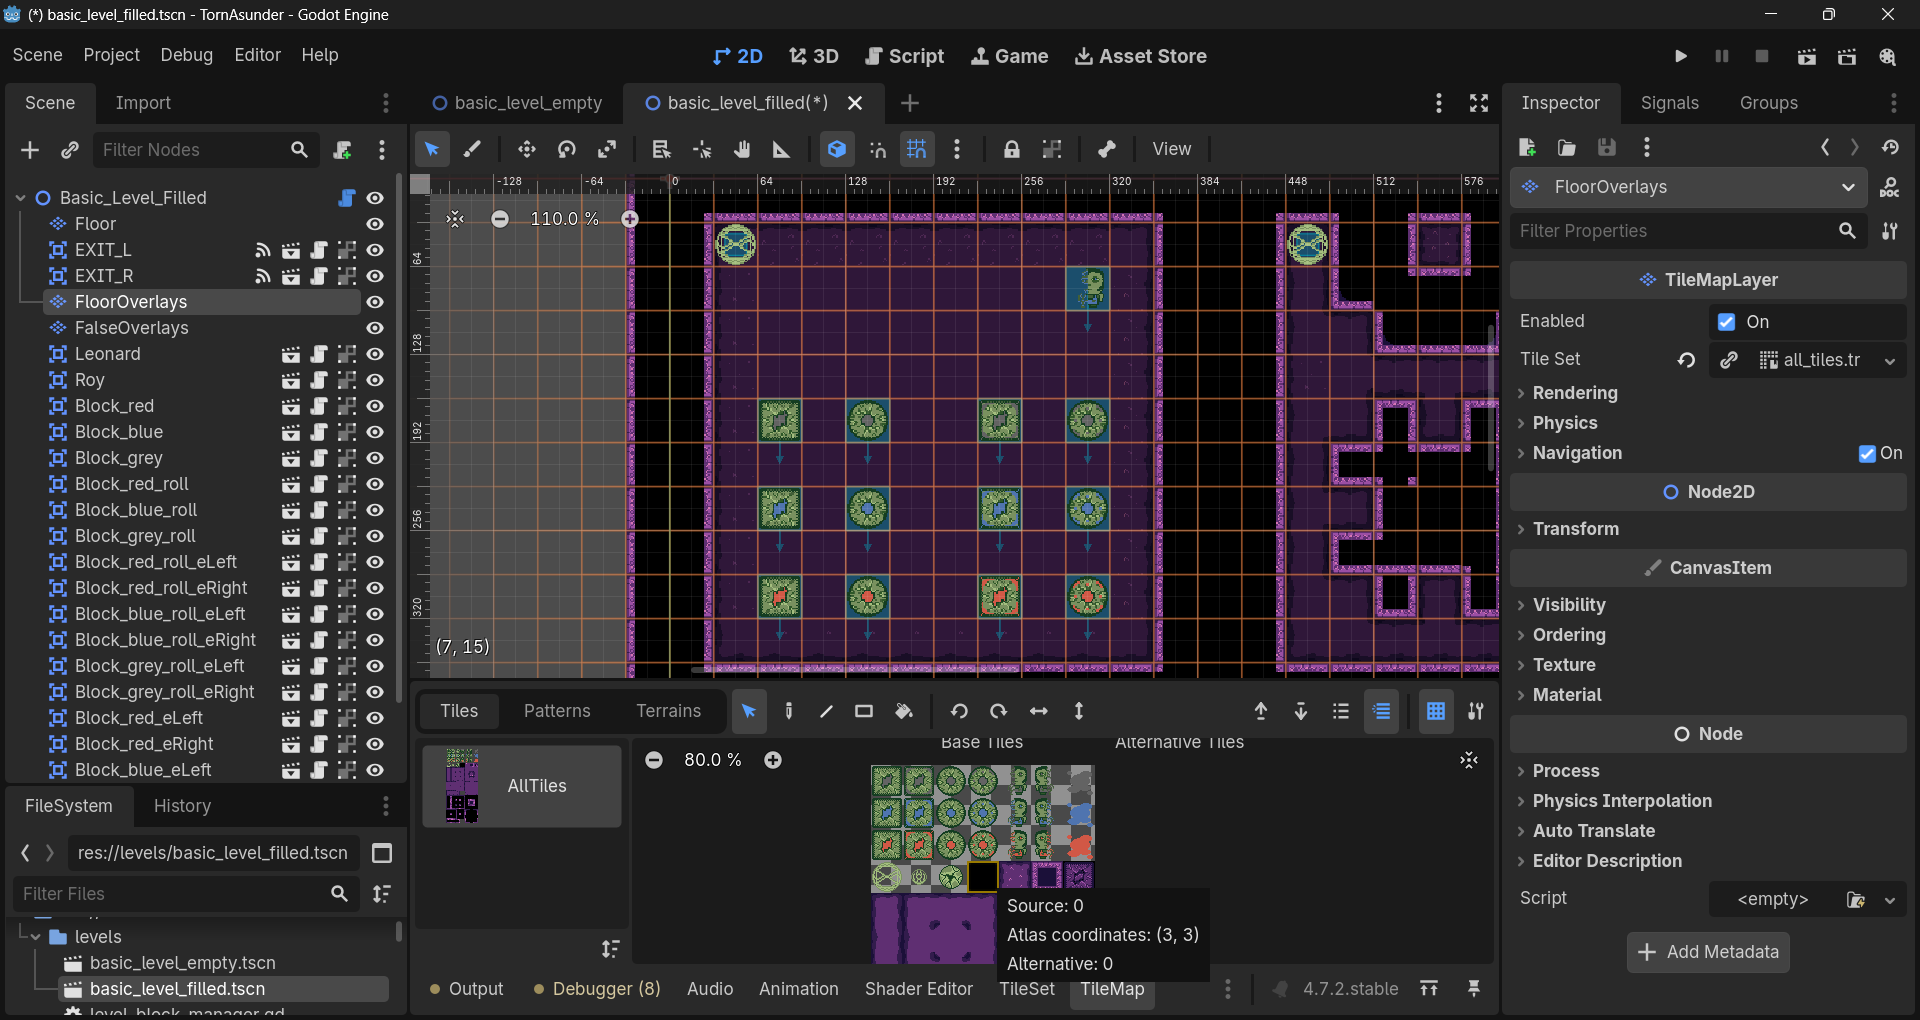 (*) basic_level_filled.tscn - TornAsunder - Godot Engine
Scene Project Debug Editor Help
2D 3D Script Game Asset Store
Scene Import
Filter Nodes
Basic_Level_Filled
Floor
EXIT_L
EXIT_R
FloorOverlays
FalseOverlays
Leonard
Roy
Block_red
Block_blue
Block_grey
Block_red_roll
Block_blue_roll
Block_grey_roll
Block_red_roll_eLeft
Block_red_roll_eRight
Block_blue_roll_eLeft
Block_blue_roll_eRight
Block_grey_roll_eLeft
Block_grey_roll_eRight
Block_red_eLeft
Block_red_eRight
Block_blue_eLeft
FileSystem History
res://levels/basic_level_filled.tscn
Filter Files
levels
basic_level_empty.tscn
basic_level_filled.tscn
level_block_manager.gd
basic_level_empty basic_level_filled(*)
View
-128 -64 0 64 128 192 256 320 384 448 512 576
110.0 %
64
128
192
256
320
(7, 15)
Tiles Patterns Terrains
AllTiles
80.0 %
Base Tiles Alternative Tiles
Source: 0
Atlas coordinates: (3, 3)
Alternative: 0
Output Debugger (8) Audio Animation Shader Editor TileSet TileMap 4.7.2.stable
Inspector Signals Groups
FloorOverlays
DOC
Filter Properties
TileMapLayer
Enabled On
Tile Set all_tiles.tr
Rendering
Physics
Navigation On
Node2D
Transform
CanvasItem
Visibility
Ordering
Texture
Material
Node
Process
Physics Interpolation
Auto Translate
Editor Description
Script <empty>
Add Metadata